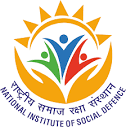 राष्ट्रीय समाज रक्षा संस्थान
NATIONAL INSTITUTE OF SOCIAL DEFENCE